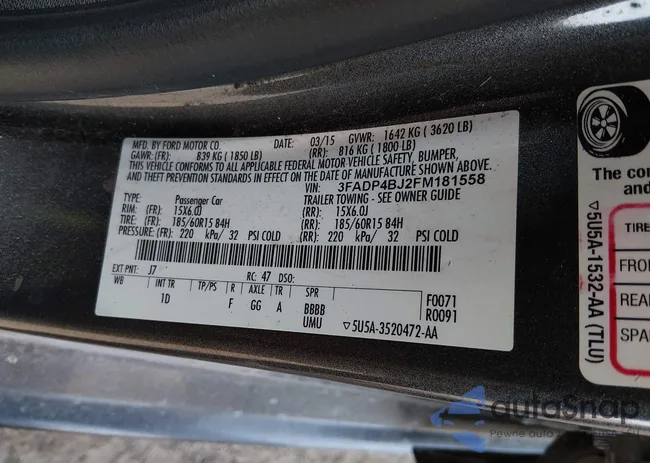 MFD. BY FORD MOTOR CO. 03/15 GVWR: 1642 KG ( 3620 LB)
GAWR: (FR): 839 KG ( 1850 LB) (RR): 816 KG ( 1800 LB)
THIS VEHICLE CONFORMS TO ALL APPLICABLE FEDERAL MOTOR VEHICLE SAFETY, BUMPER,
AND THEFT PREVENTION STANDARDS IN EFFECT ON THE DATE OF MANUFACTURE SHOWN ABOVE.
VIN: 3FADP4BJ2FM181558
TYPE: Passenger Car TRAILER TOWING - SEE OWNER GUIDE
RIM: (FR) 15X6.0J (RR): 15X6.0J
TIRE: (FR) 185/60R15 84H (RR): 185/60R15 84H
PRESSURE: (FR) 220 kPa/ 32 PSI COLD (RR): 220 kPa/ 32 PSI COLD
EXT PNT: J7 RC: 47 DSO:
WB INT TR TP/PS R AXLE TR SPR
1D F GG A BBBB F0071
UMU R0091
▽5U5A-3520472-AA
The co
and
▽5U5A-1532-AA (TLU)
TIRE
FRO
REA
SPA
autoSnap